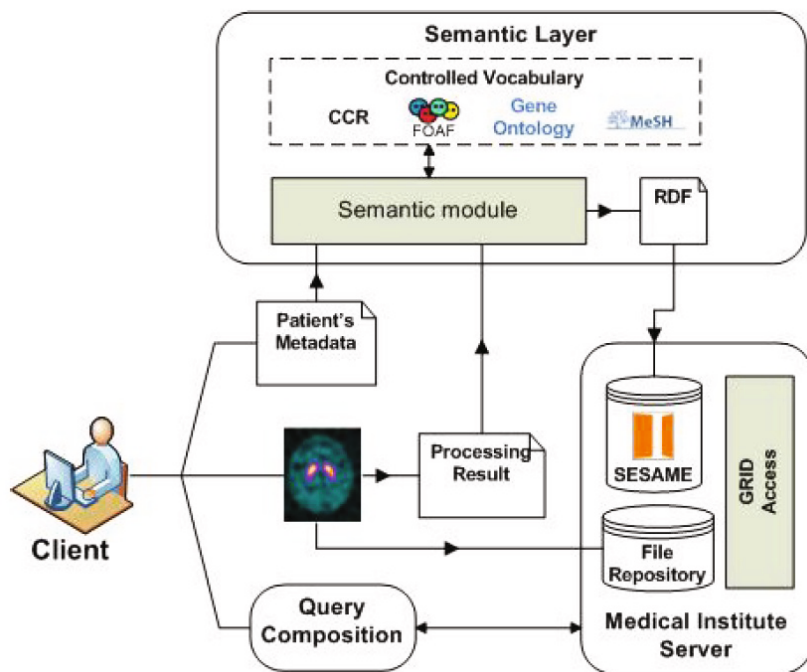 Semantic Layer
Controlled Vocabulary
CCR
FOAF
Gene
Ontology
MeSH
Semantic module
RDF
Patient's
Metadata
Processing
Result
SESAME
GRID
Access
File
Repository
Client
Query
Composition
Medical Institute
Server